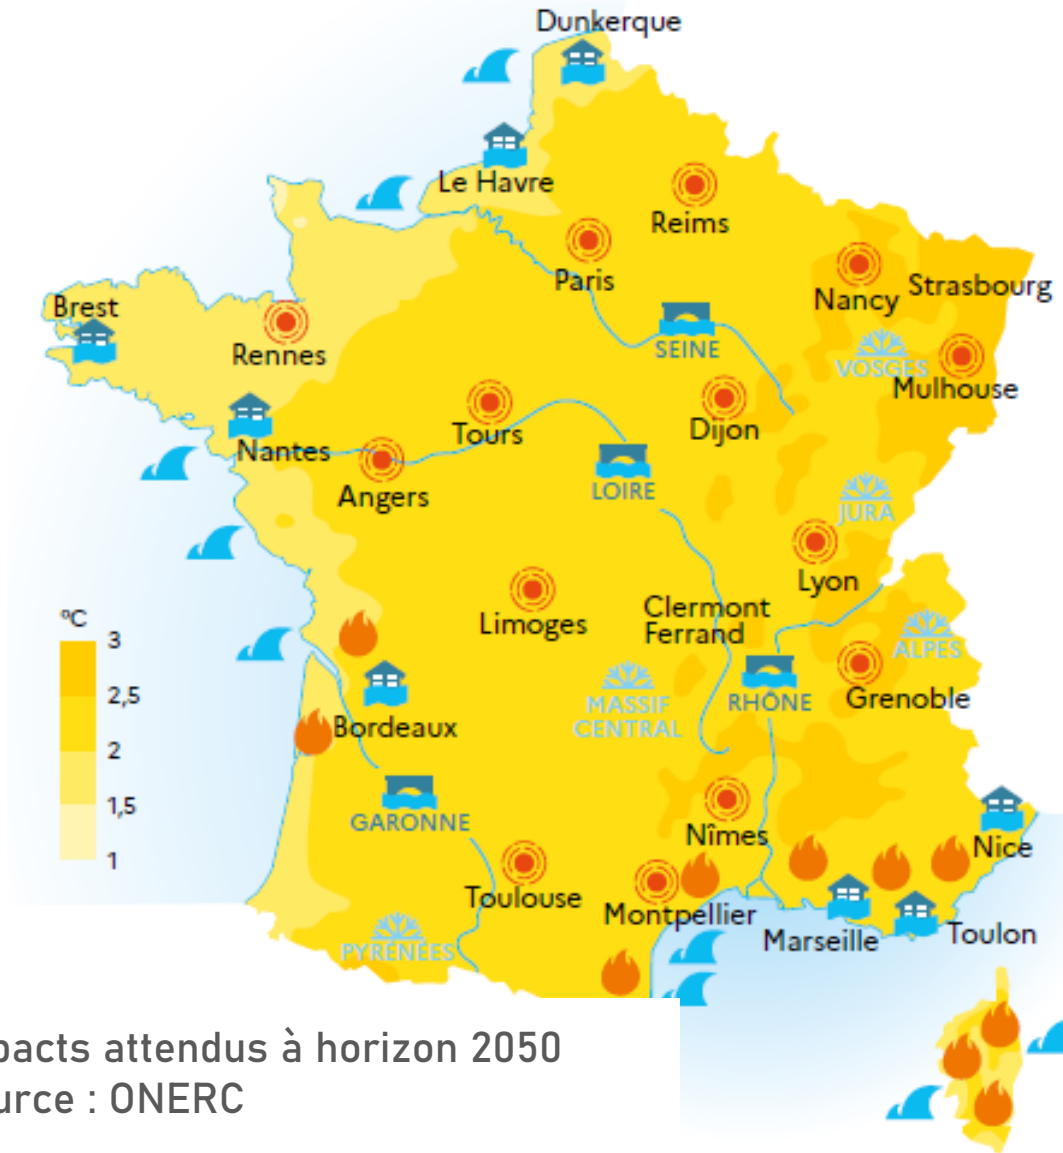 Dunkerque
Le Havre
Reims
Paris
Nancy
Strasbourg
Brest
Rennes
SEINE
VOSGES
Mulhouse
Nantes
Tours
Dijon
Angers
LOIRE
JURA
Lyon
Limoges
Clermont
Ferrand
ALPES
°C
3
2,5
2
1,5
1
MASSIF
CENTRAL
RHÔNE
Grenoble
Bordeaux
GARONNE
Nîmes
Nice
Toulouse
Montpellier
Marseille
Toulon
PYRÉNÉES
pacts attendus à horizon 2050
urce : ONERC